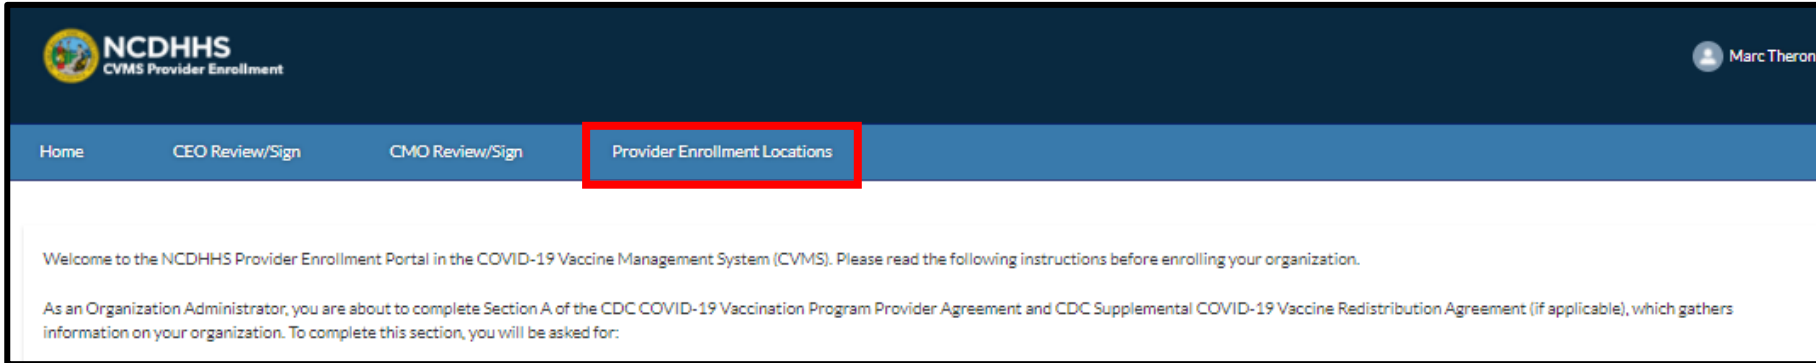 NCDHHS
CVMS Provider Enrollment
Marc Theron
Home CEO Review/Sign CMO Review/Sign Provider Enrollment Locations
Welcome to the NCDHHS Provider Enrollment Portal in the COVID-19 Vaccine Management System (CVMS). Please read the following instructions before enrolling your organization.
As an Organization Administrator, you are about to complete Section A of the CDC COVID-19 Vaccination Program Provider Agreement and CDC Supplemental COVID-19 Vaccine Redistribution Agreement (if applicable), which gathers
information on your organization. To complete this section, you will be asked for: